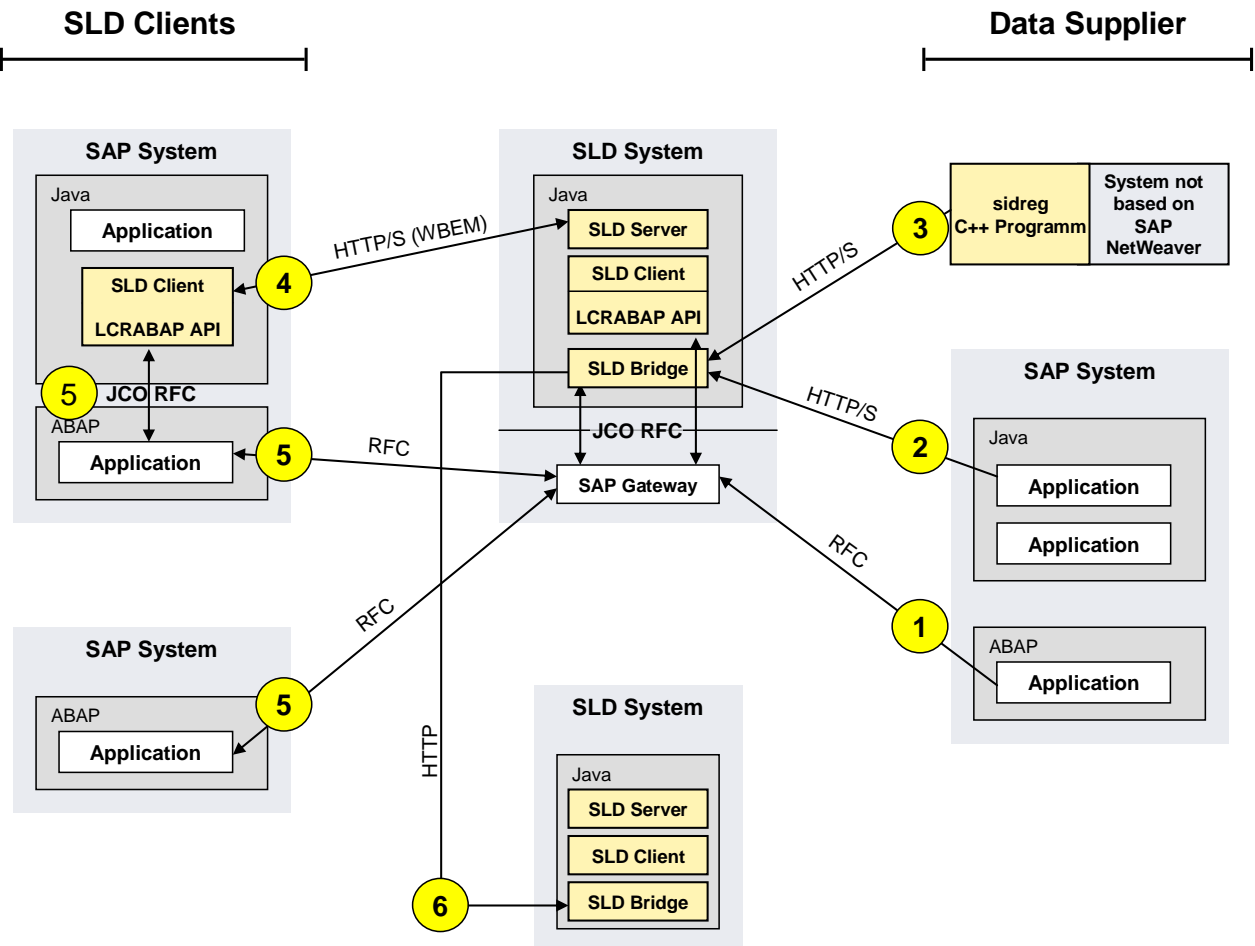 SLD Clients
Data Supplier
SAP System
Java
Application
SLD Client
LCRABAP API
5
JCO RFC
ABAP
Application
4
HTTP/S (WBEM)
5
RFC
SLD System
Java
SLD Server
SLD Client
LCRABAP API
SLD Bridge
JCO RFC
SAP Gateway
3
HTTP/S
sidreg
C++ Programm
System not
based on
SAP
NetWeaver
SAP System
HTTP/S
2
Java
Application
Application
RFC
1
ABAP
Application
SAP System
ABAP
Application
5
RFC
HTTP
6
SLD System
Java
SLD Server
SLD Client
SLD Bridge